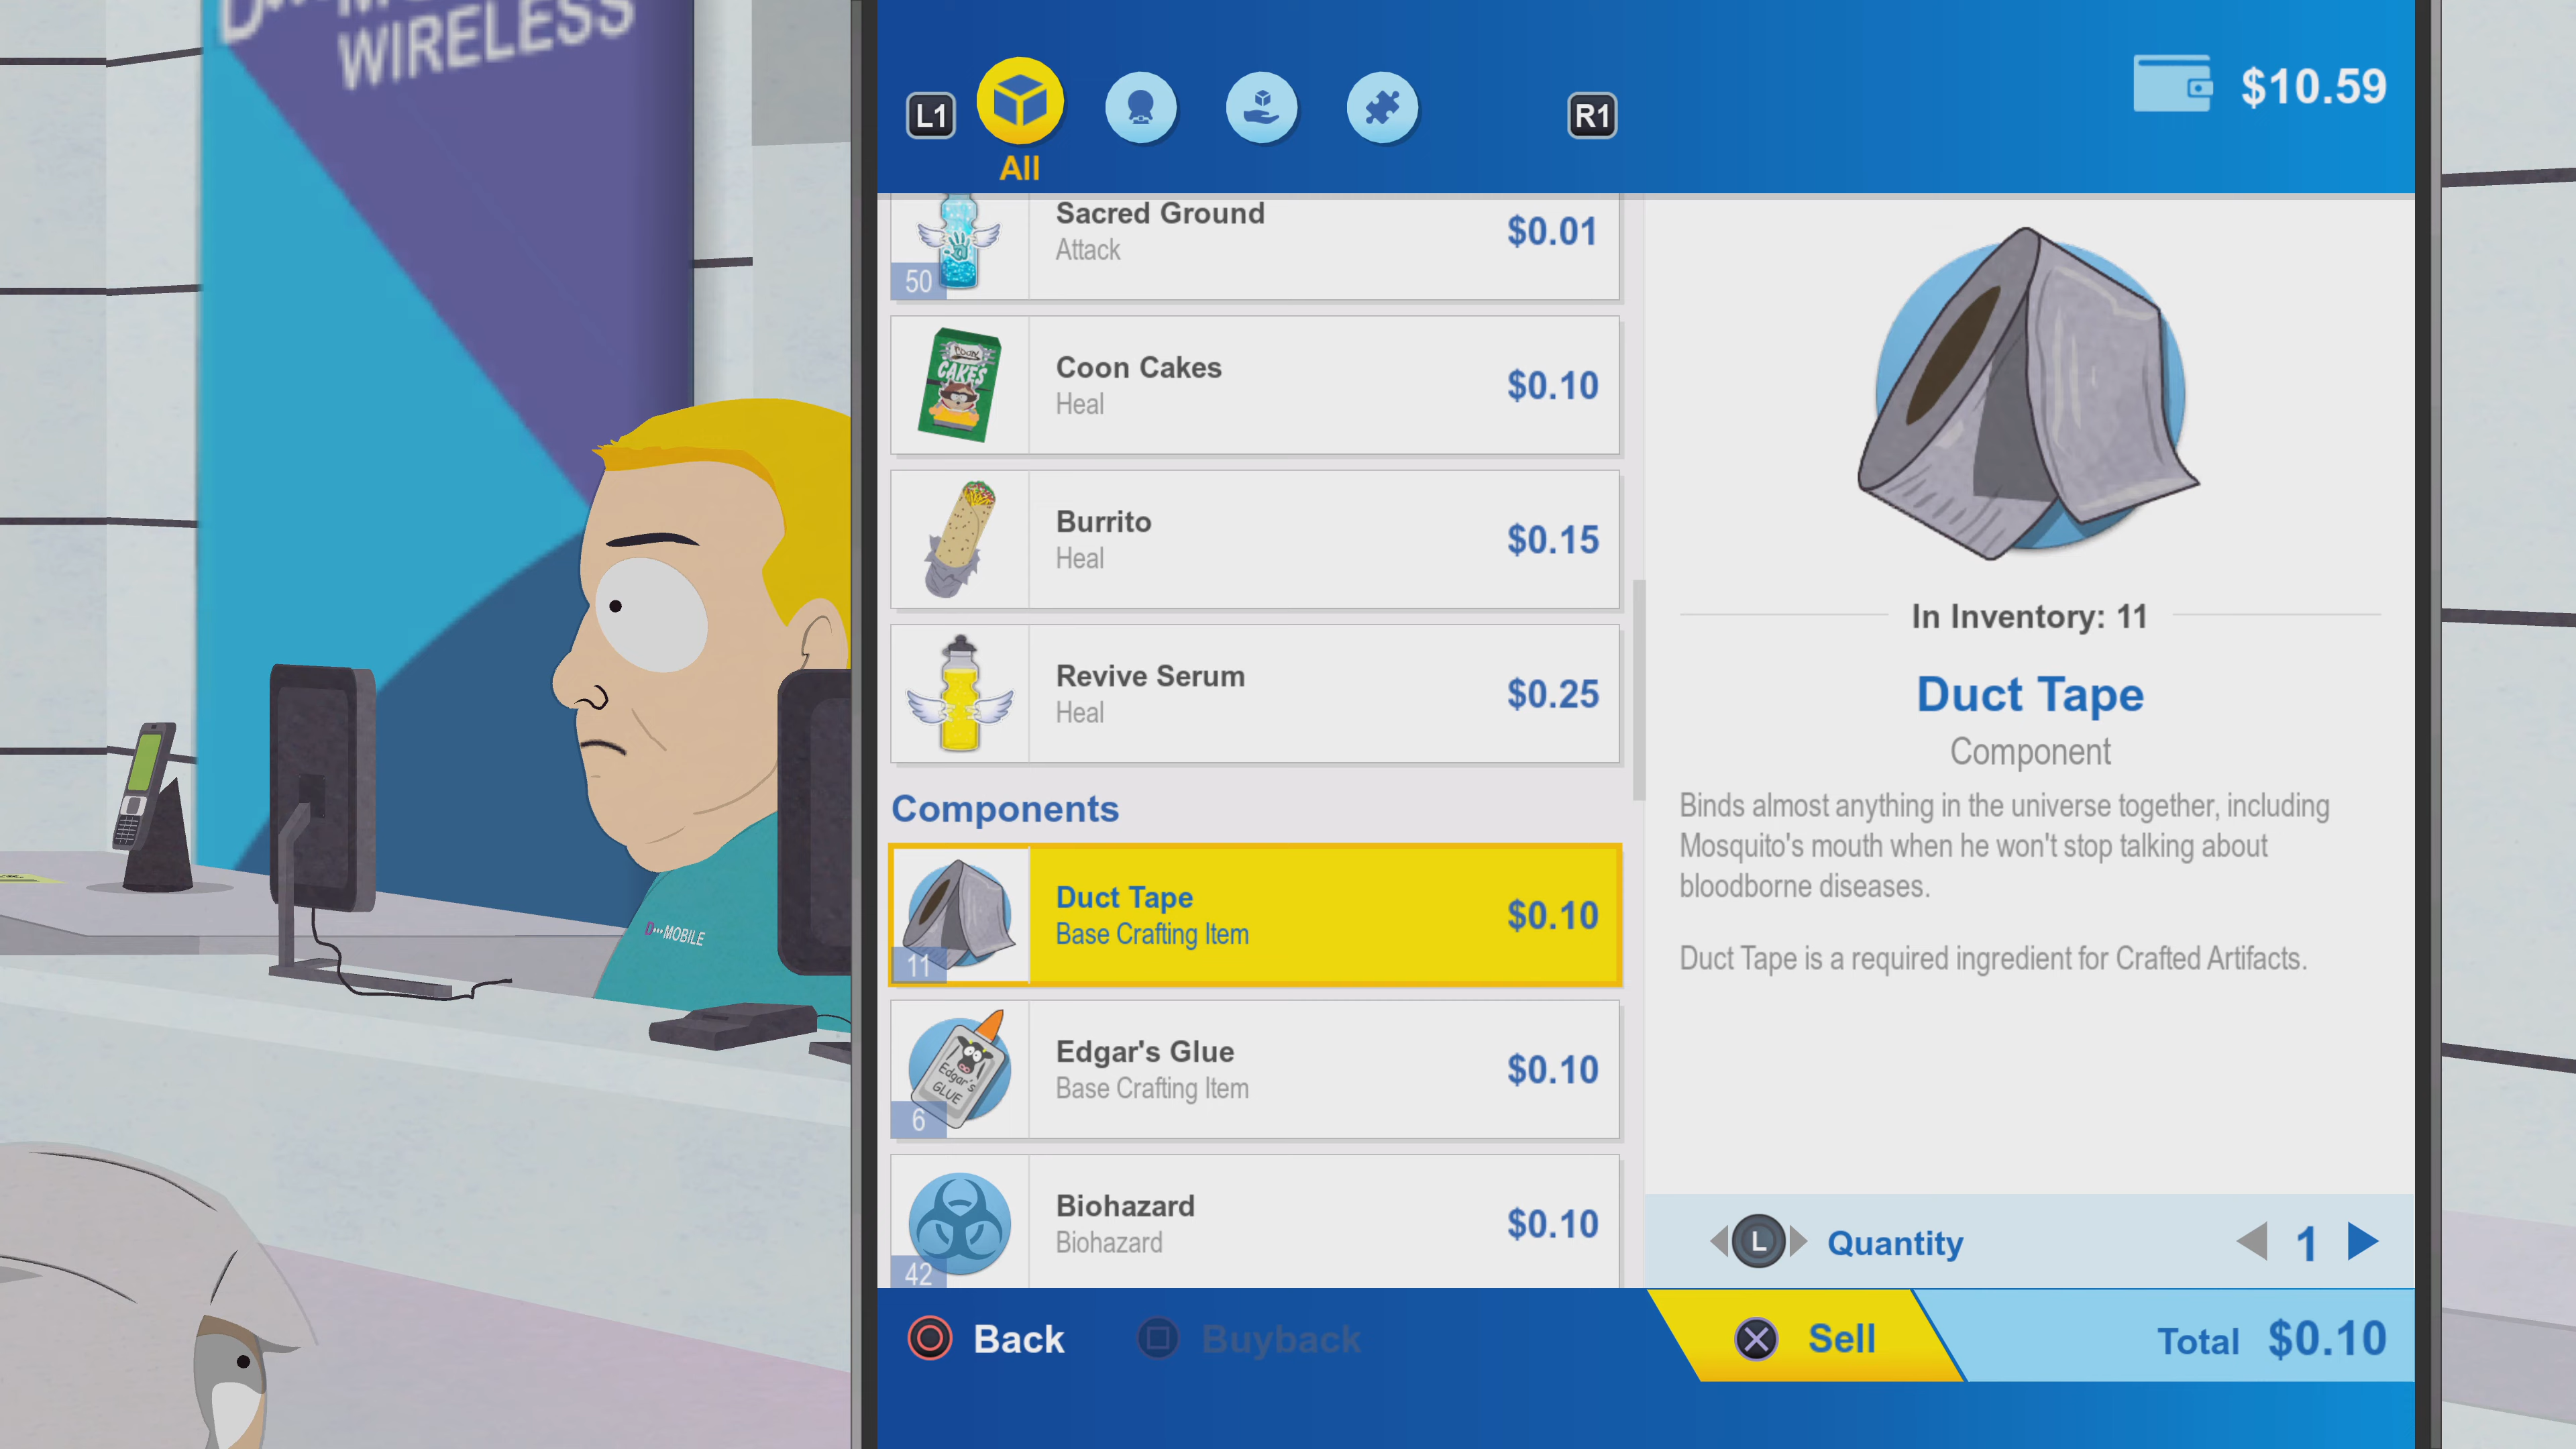 WIRELESS
L1
R1
$10.59
All
Sacred Ground
Attack
$0.01
50
Coon Cakes
Heal
$0.10
COON
CAKES
Burrito
Heal
$0.15
Revive Serum
Heal
$0.25
Components
Duct Tape
Base Crafting Item
$0.10
11
Edgar's Glue
Base Crafting Item
$0.10
Edgar's
GLUE
6
Biohazard
Biohazard
$0.10
42
In Inventory: 11
Duct Tape
Component
Binds almost anything in the universe together, including
Mosquito's mouth when he won't stop talking about
bloodborne diseases.
Duct Tape is a required ingredient for Crafted Artifacts.
L
Quantity
1
Back
Buyback
Sell
Total $0.10
D···MOBILE